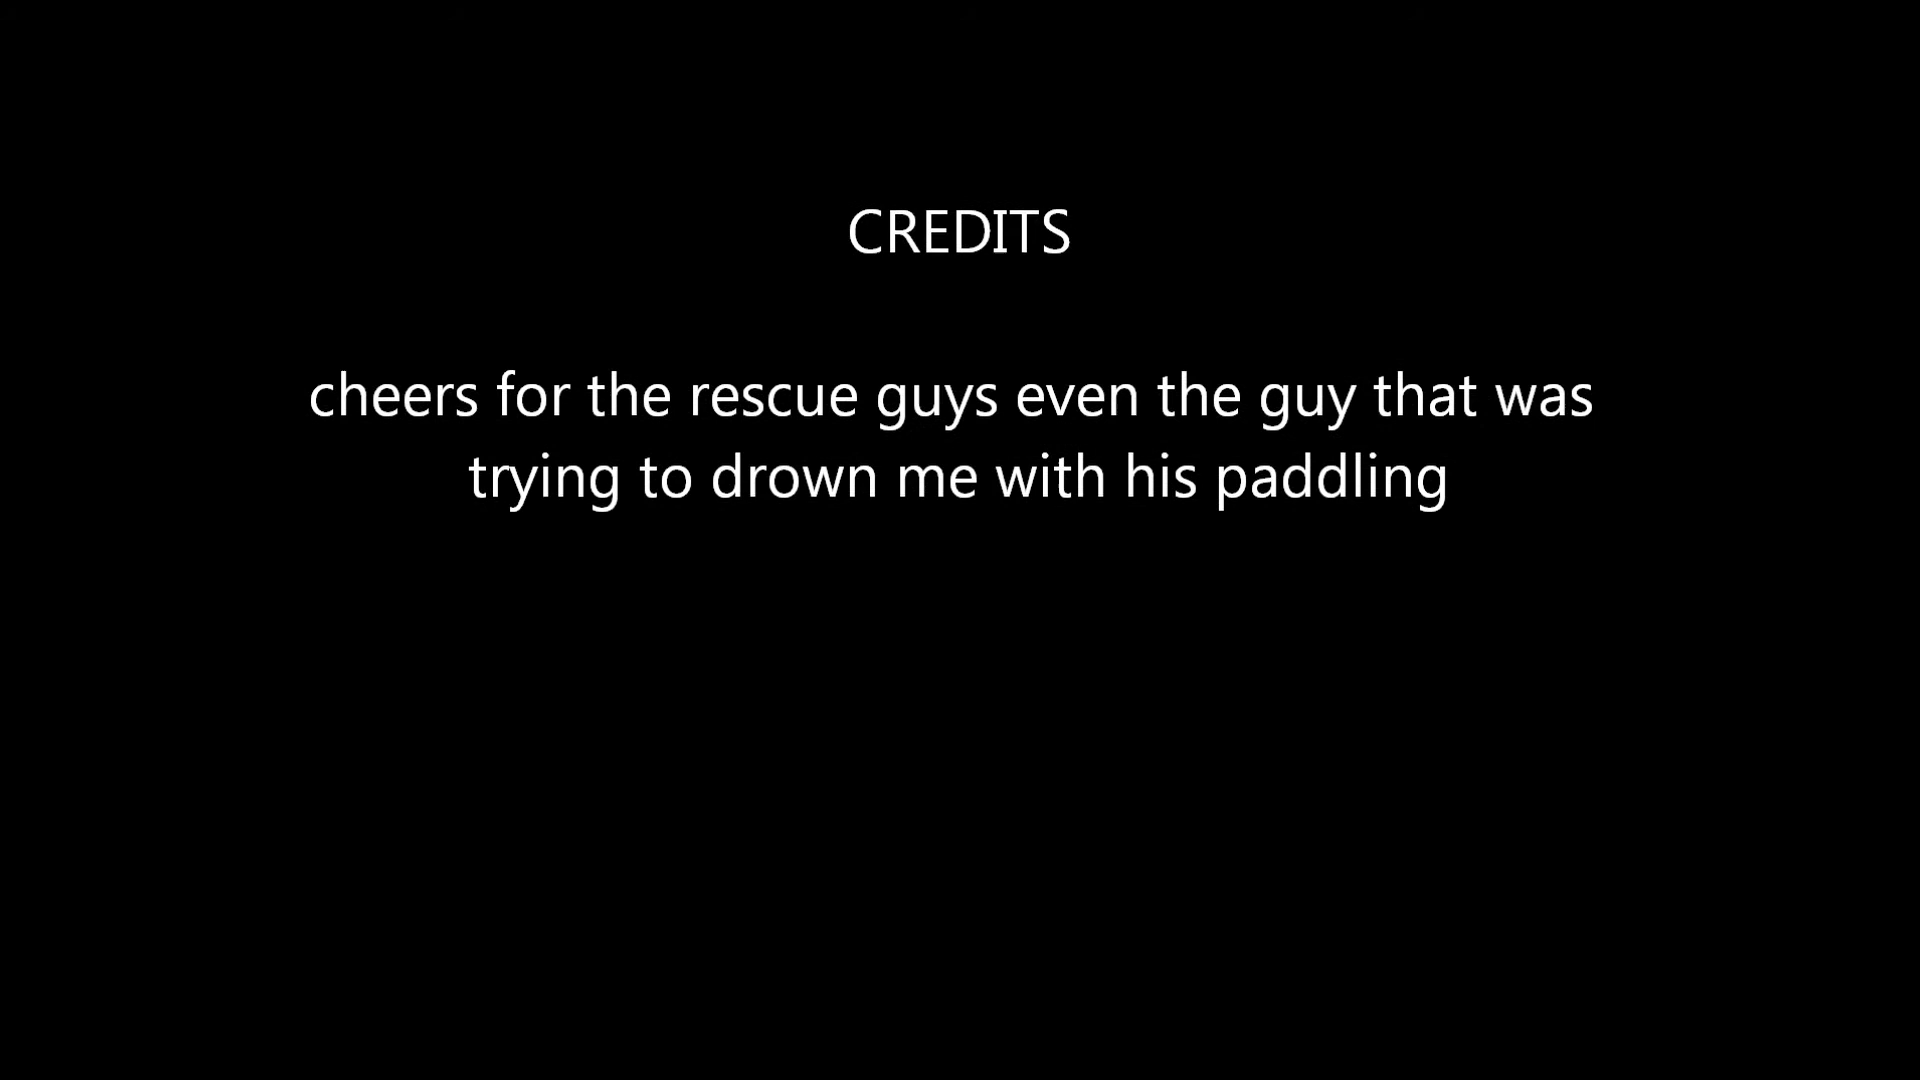 CREDITS
cheers for the rescue guys even the guy that was
trying to drown me with his paddling